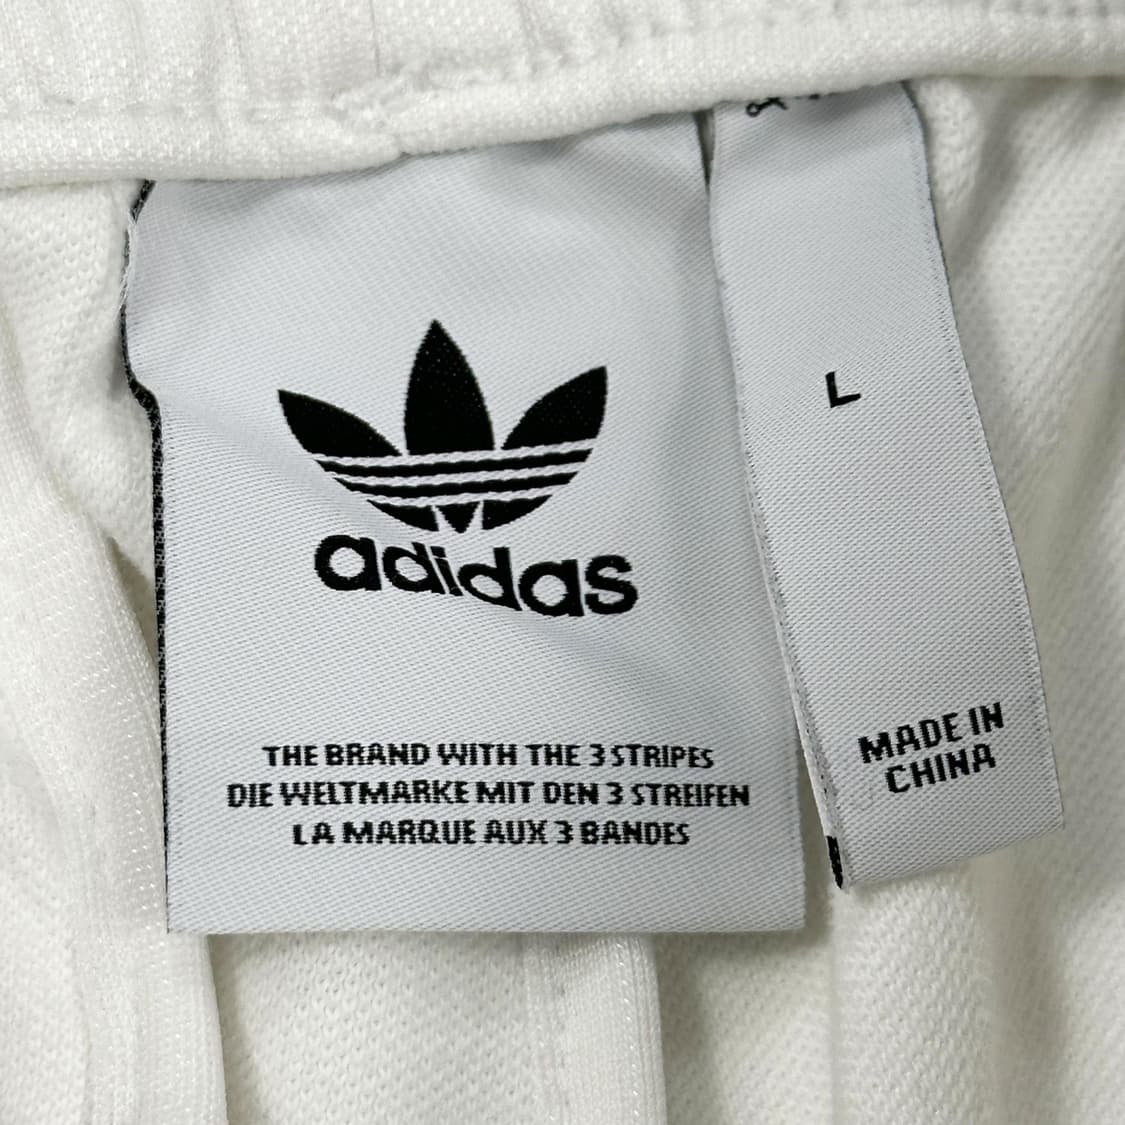 adidas
THE BRAND WITH THE 3 STRIPES
DIE WELTMARKE MIT DEN 3 STREIFEN
LA MARQUE AUX 3 BANDES
L
MADE IN
CHINA